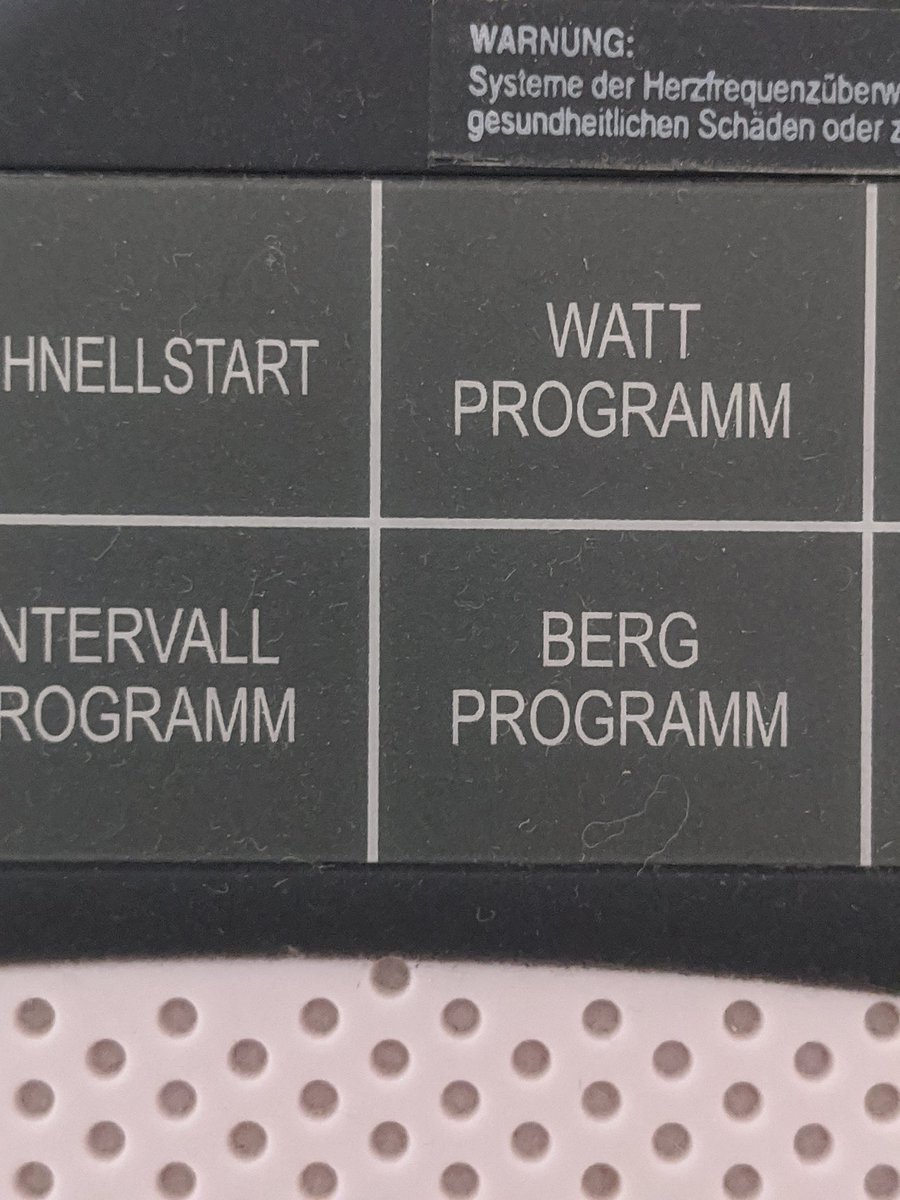 WARNUNG:
Systeme der Herzfrequenzüberw
gesundheitlichen Schäden oder z
HNELLSTART
WATT
PROGRAMM
NTERVALL
ROGRAMM
BERG
PROGRAMM